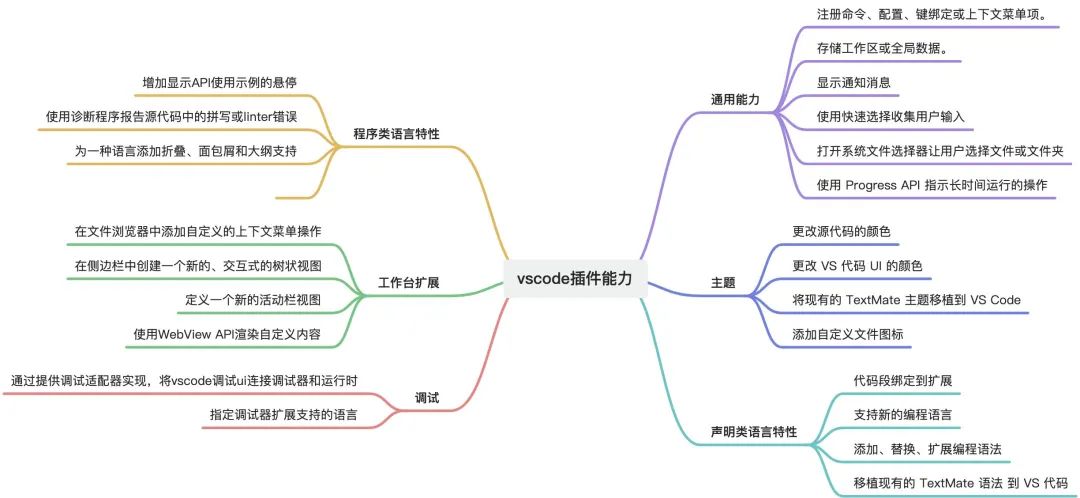 vscode插件能力
通用能力
注册命令、配置、键绑定或上下文菜单项。
存储工作区或全局数据。
显示通知消息
使用快速选择收集用户输入
打开系统文件选择器让用户选择文件或文件夹
使用 Progress API 指示长时间运行的操作
主题
更改源代码的颜色
更改 VS 代码 UI 的颜色
将现有的 TextMate 主题移植到 VS Code
添加自定义文件图标
声明类语言特性
代码段绑定到扩展
支持新的编程语言
添加、替换、扩展编程语法
移植现有的 TextMate 语法 到 VS 代码
程序类语言特性
增加显示API使用示例的悬停
使用诊断程序报告源代码中的拼写或linter错误
为一种语言添加折叠、面包屑和大纲支持
工作台扩展
在文件浏览器中添加自定义的上下文菜单操作
在侧边栏中创建一个新的、交互式的树状视图
定义一个新的活动栏视图
使用WebView API渲染自定义内容
调试
通过提供调试适配器实现，将vscode调试ui连接调试器和运行时
指定调试器扩展支持的语言